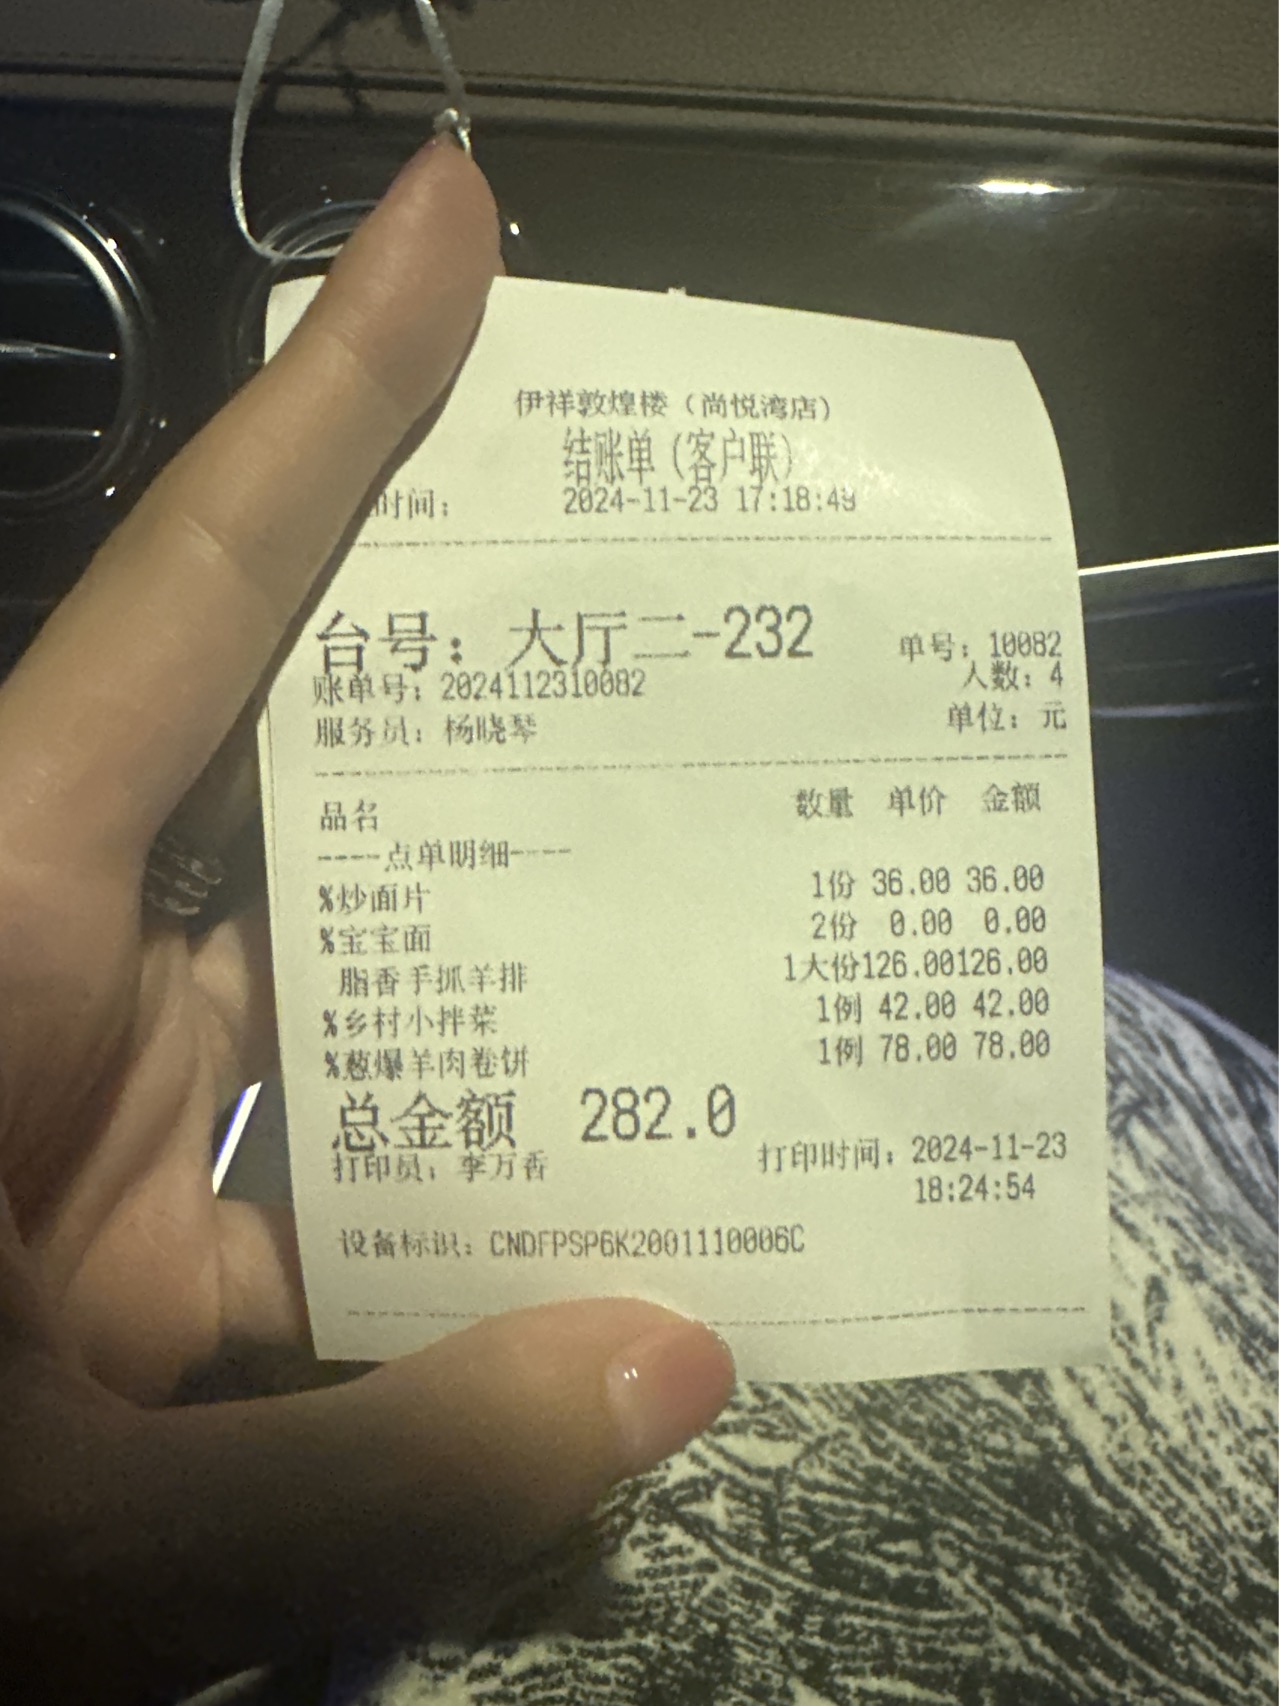 伊祥敦煌楼（尚悦湾店）
结账单（客户联）
时间： 2024-11-23 17:18:49
台号：大厅二-232 单号：10082
账单号：2024112310082 人数：4
服务员：杨晓琴 单位：元
品名 数量 单价 金额
----点单明细----
%炒面片 1份 36.00 36.00
%宝宝面 2份 0.00 0.00
脂香手抓羊排 1大份126.00126.00
%乡村小拌菜 1例 42.00 42.00
%葱爆羊肉卷饼 1例 78.00 78.00
总金额 282.0
打印员：李万香 打印时间：2024-11-23
18:24:54
设备标识：CNDFPSP6K2001110006C